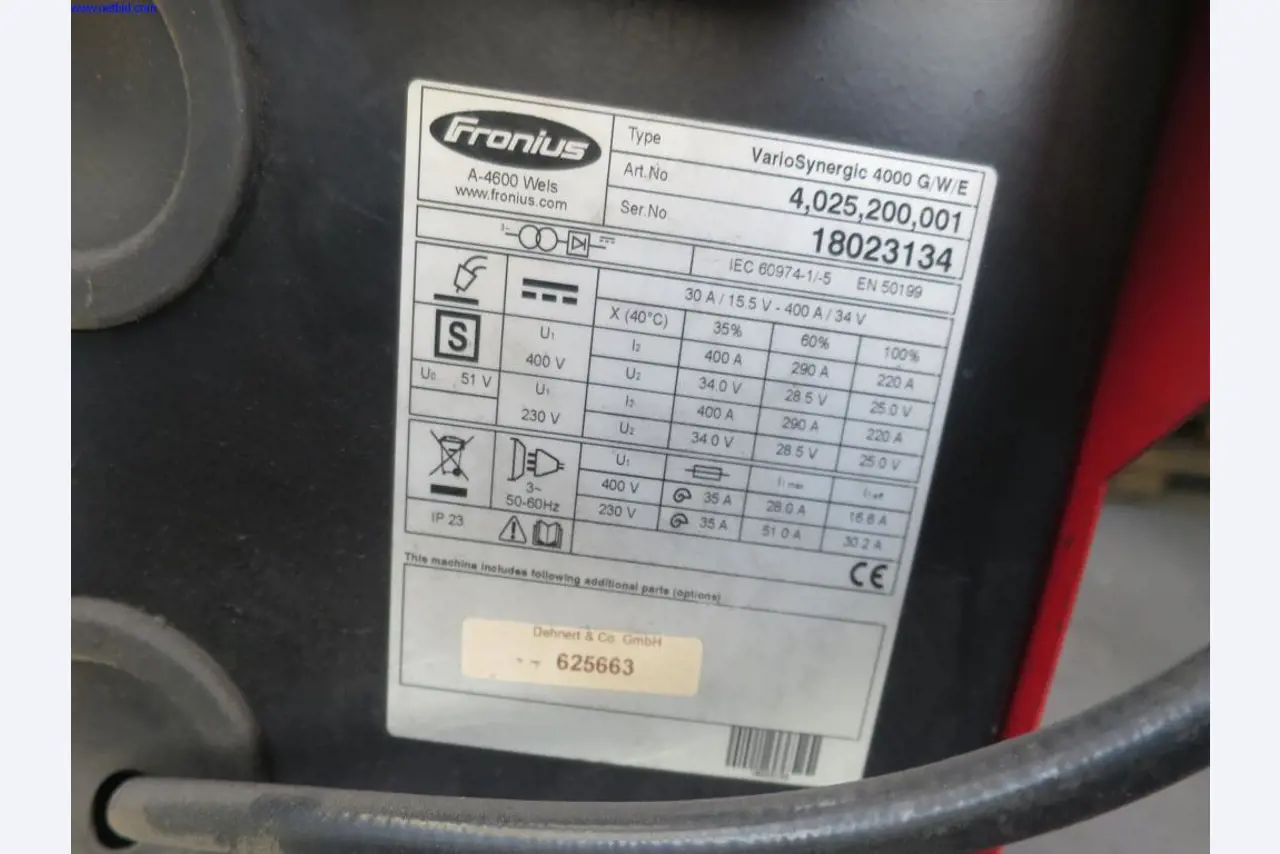 www.netbid.com
Fronius
A-4600 Wels
www.fronius.com
Type VarioSynergic 4000 G/W/E
Art.No 4,025,200,001
Ser.No 18023134
IEC 60974-1/-5 EN 50199
30 A / 15.5 V - 400 A / 34 V
X (40°C) 35% 60% 100%
S
U₀ 51 V
U₁ 400 V
I₂ 400 A 290 A 220 A
U₂ 34.0 V 28.5 V 25.0 V
U₁ 230 V
I₂ 400 A 290 A 220 A
U₂ 34.0 V 28.5 V 25.0 V
3~
50-60Hz
U₁ I₁ max I₁ eff
400 V 35 A 28.0 A 16.6 A
230 V 35 A 51.0 A 30.2 A
IP 23
CE
This machine includes following additional parts (options)
Dehnert & Co. GmbH
625663